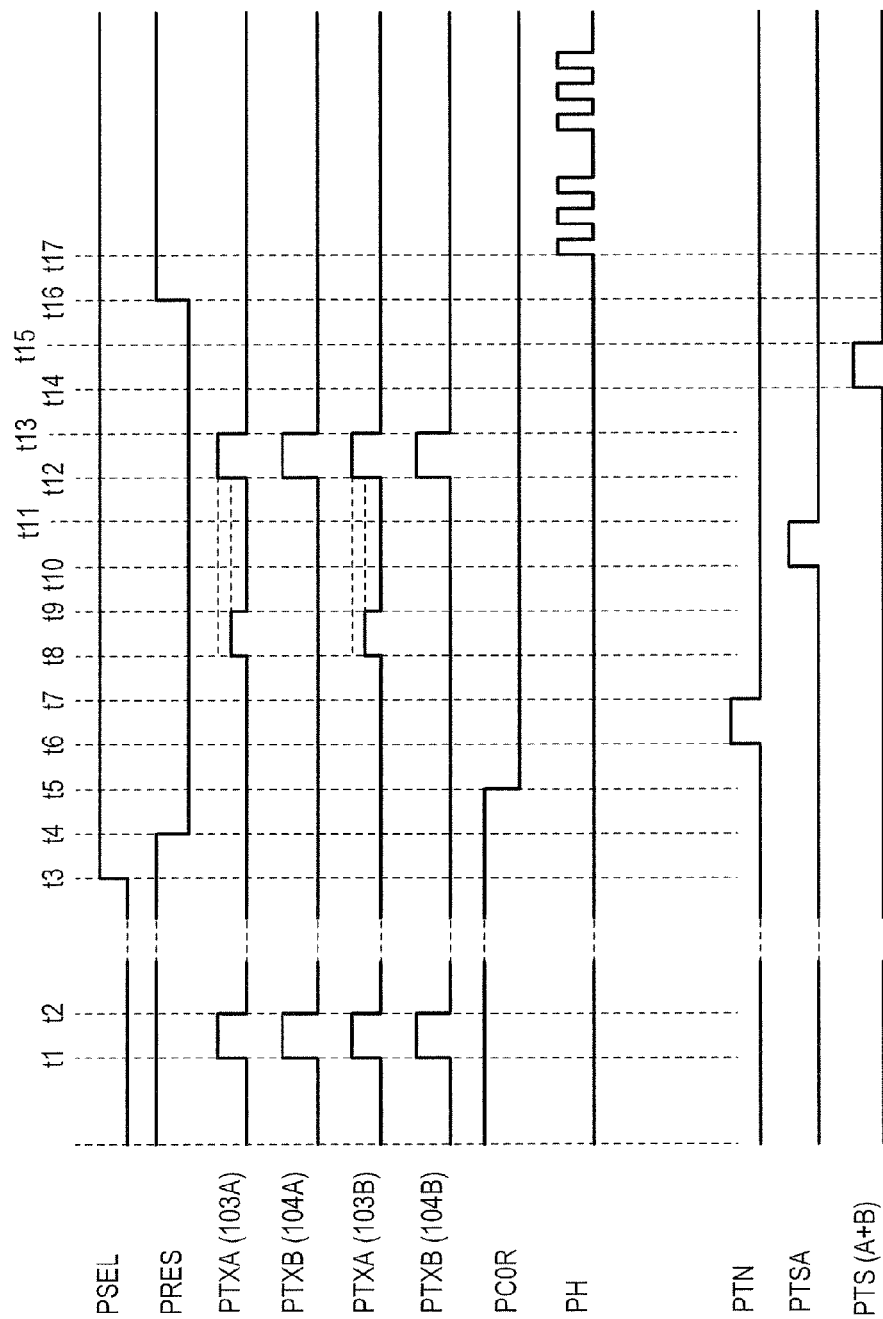 t1 t2 t3 t4 t5 t6 t7 t8 t9 t10 t11 t12 t13 t14 t15 t16 t17
PSEL
PRES
PTXA (103A)
PTXB (104A)
PTXA (103B)
PTXB (104B)
PC0R
PH
PTN
PTSA
PTS (A+B)